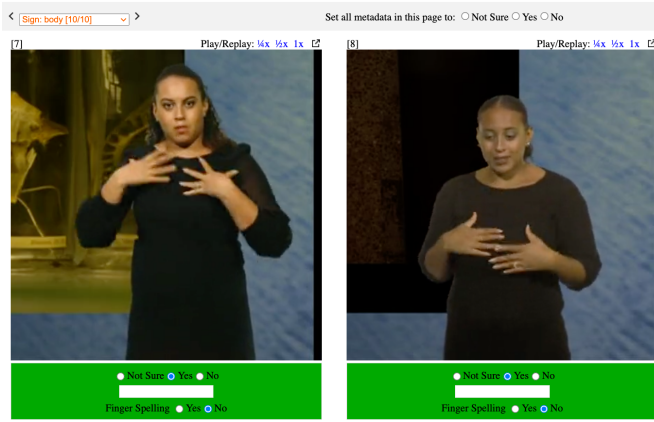 Sign: body [10/10]
Set all metadata in this page to: Not Sure Yes No
[7] Play/Replay: ¼x ½x 1x
[8] Play/Replay: ¼x ½x 1x
Not Sure Yes No
Finger Spelling Yes No
Not Sure Yes No
Finger Spelling Yes No